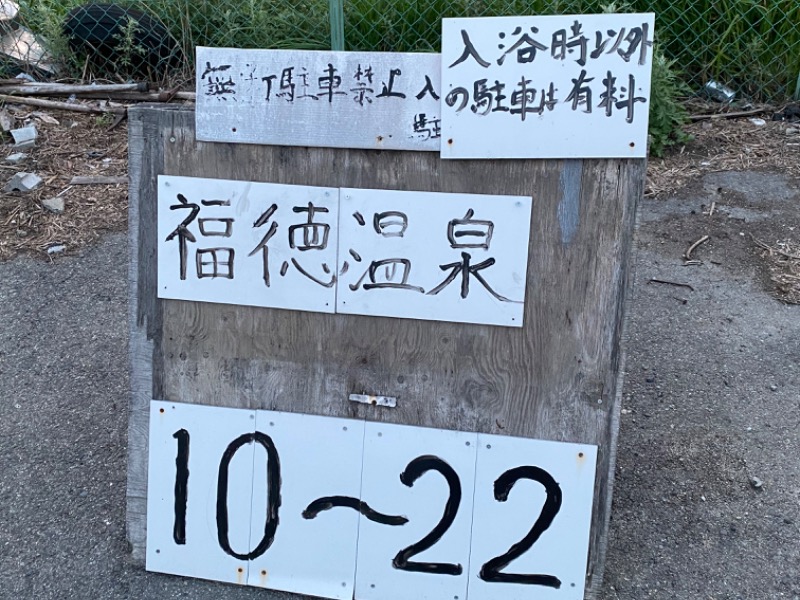 無断駐車禁止入
駐
入浴時以外
の駐車は有料
福徳温泉
10～22